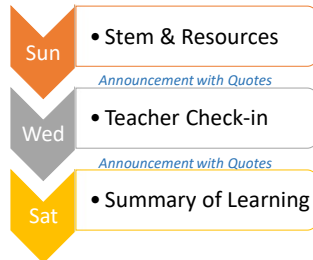 Sun
• Stem & Resources
Announcement with Quotes
Wed
• Teacher Check-in
Announcement with Quotes
Sat
• Summary of Learning